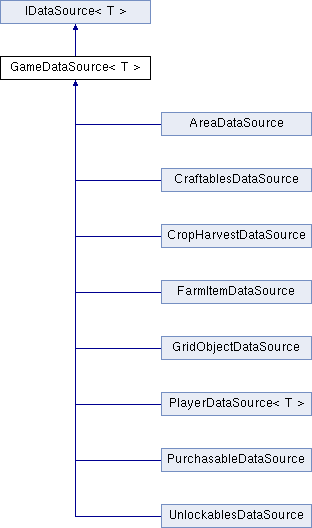 IDataSource< T >
GameDataSource< T >
AreaDataSource
CraftablesDataSource
CropHarvestDataSource
FarmItemDataSource
GridObjectDataSource
PlayerDataSource< T >
PurchasableDataSource
UnlockablesDataSource